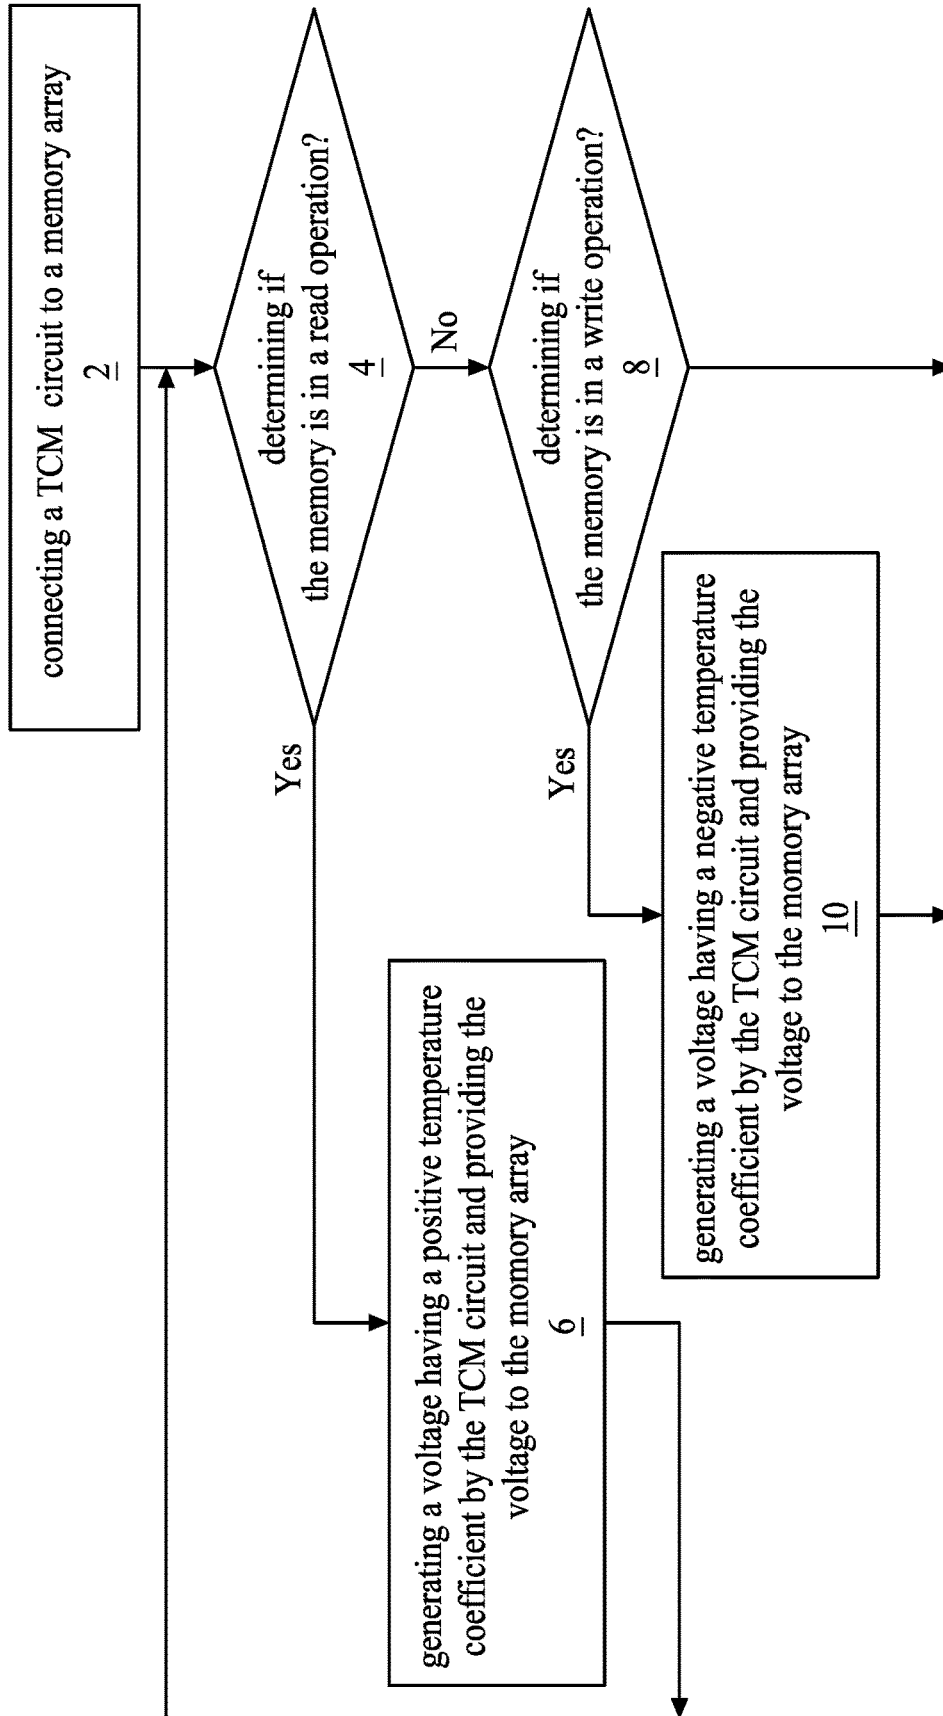 connecting a TCM circuit to a memory array
2
determining if
the memory is in a read operation?
4
Yes
No
generating a voltage having a positive temperature
coefficient by the TCM circuit and providing the
voltage to the momory array
6
determining if
the memory is in a write operation?
8
Yes
generating a voltage having a negative temperature
coefficient by the TCM circuit and providing the
voltage to the momory array
10